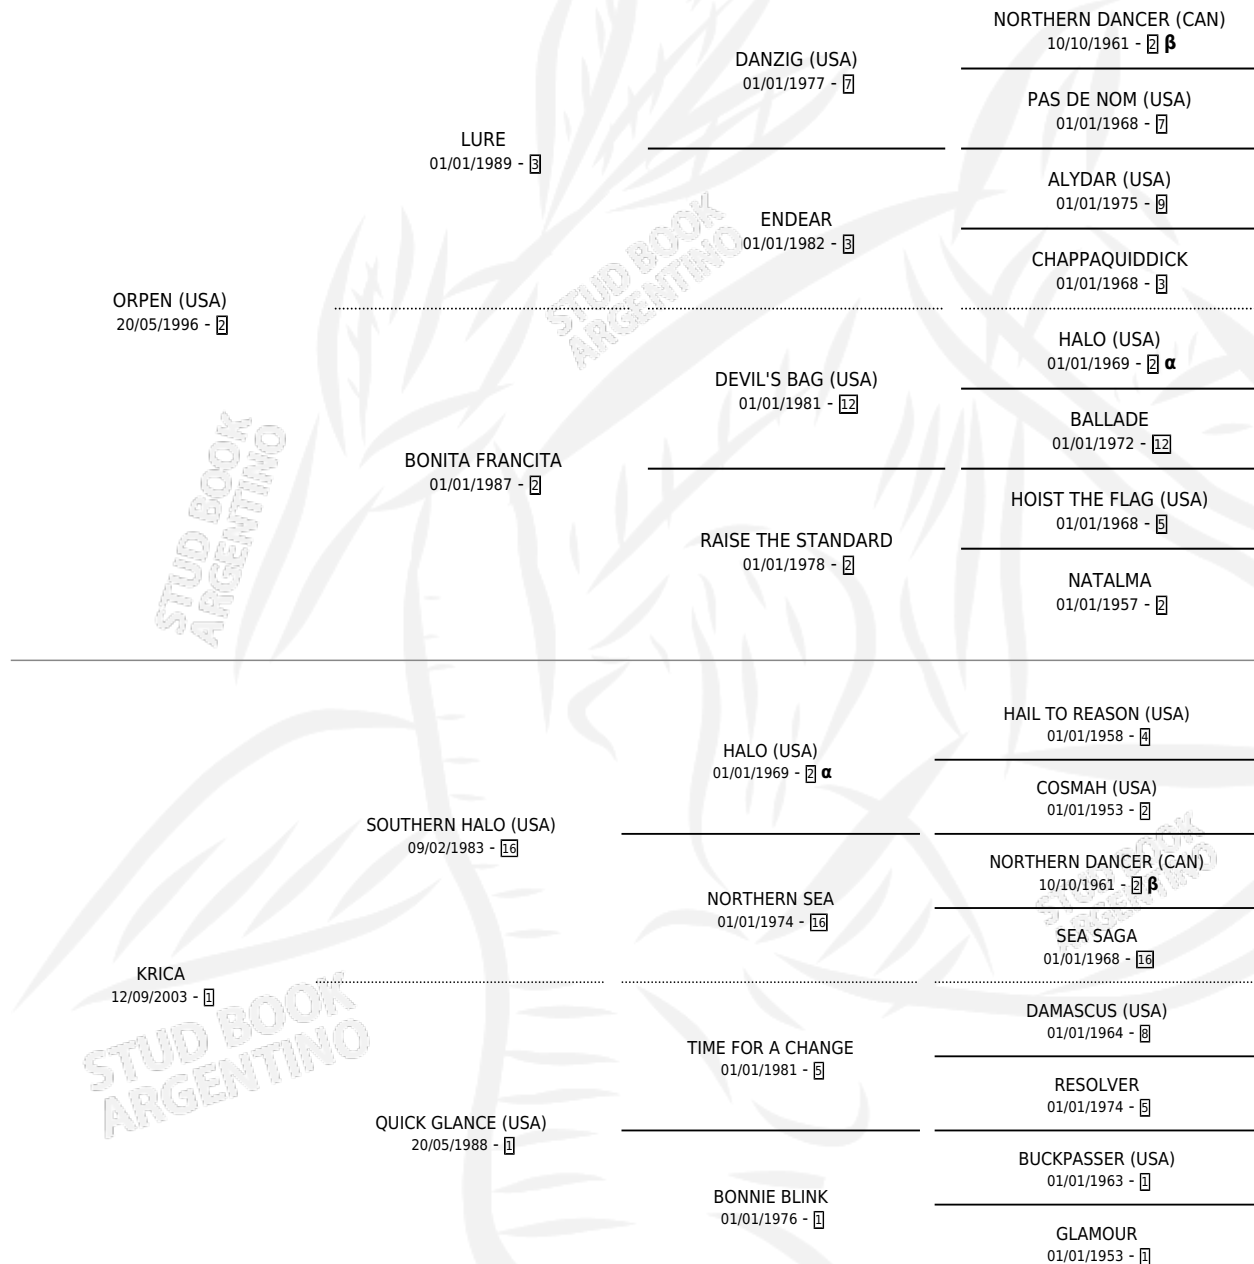 NORTHERN DANCER (CAN)
10/10/1961 - 2 β
DANZIG (USA)
01/01/1977 - 7
PAS DE NOM (USA)
01/01/1968 - 7
LURE
01/01/1989 - 3
ALYDAR (USA)
01/01/1975 - 9
ENDEAR
01/01/1982 - 3
CHAPPAQUIDDICK
01/01/1968 - 3
STUD BOOK
ARGENTINO
ORPEN (USA)
20/05/1996 - 2
HALO (USA)
01/01/1969 - 2 α
DEVIL'S BAG (USA)
01/01/1981 - 12
BALLADE
01/01/1972 - 12
BONITA FRANCITA
01/01/1987 - 2
HOIST THE FLAG (USA)
01/01/1968 - 5
RAISE THE STANDARD
01/01/1978 - 2
NATALMA
01/01/1957 - 2
STUD BOOK
ARGENTINO
HAIL TO REASON (USA)
01/01/1958 - 4
HALO (USA)
01/01/1969 - 2 α
COSMAH (USA)
01/01/1953 - 2
SOUTHERN HALO (USA)
09/02/1983 - 16
NORTHERN DANCER (CAN)
10/10/1961 - 2 β
NORTHERN SEA
01/01/1974 - 16
SEA SAGA
01/01/1968 - 16
STUD BOOK
ARGENTINO
KRICA
12/09/2003 - 1
DAMASCUS (USA)
01/01/1964 - 8
TIME FOR A CHANGE
01/01/1981 - 5
RESOLVER
01/01/1974 - 5
STUD BOOK
ARGENTINO
QUICK GLANCE (USA)
20/05/1988 - 1
BUCKPASSER (USA)
01/01/1963 - 1
BONNIE BLINK
01/01/1976 - 1
GLAMOUR
01/01/1953 - 1